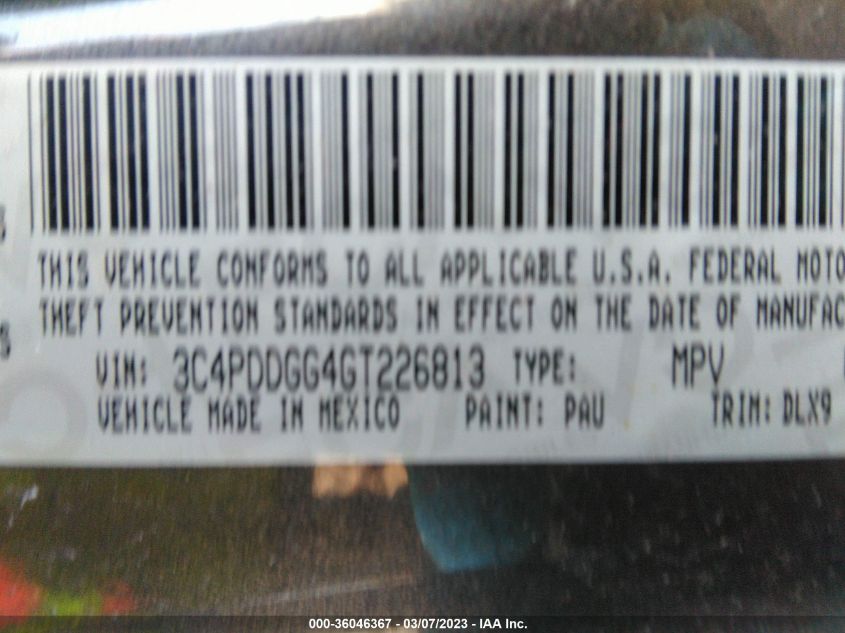 THIS VEHICLE CONFORMS TO ALL APPLICABLE U.S.A. FEDERAL MOTO
THEFT PREVENTION STANDARDS IN EFFECT ON THE DATE OF MANUFAC
VIN: 3C4PDDGG4GT226813 TYPE: MPV
VEHICLE MADE IN MEXICO PAINT: PAU TRIM: DLX9
000-36046367 - 03/07/2023 - IAA Inc.